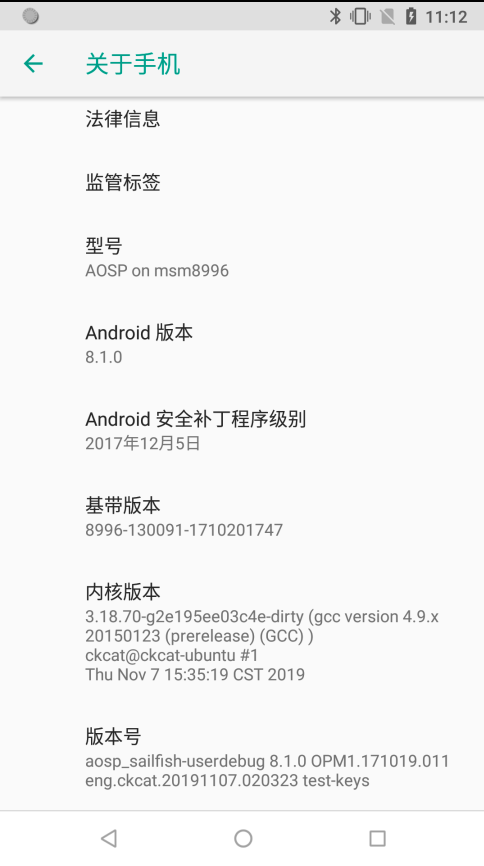 11:12
关于手机
法律信息
监管标签
型号
AOSP on msm8996
Android 版本
8.1.0
Android 安全补丁程序级别
2017年12月5日
基带版本
8996-130091-1710201747
内核版本
3.18.70-g2e195ee03c4e-dirty (gcc version 4.9.x
20150123 (prerelease) (GCC) )
ckcat@ckcat-ubuntu #1
Thu Nov 7 15:35:19 CST 2019
版本号
aosp_sailfish-userdebug 8.1.0 OPM1.171019.011
eng.ckcat.20191107.020323 test-keys